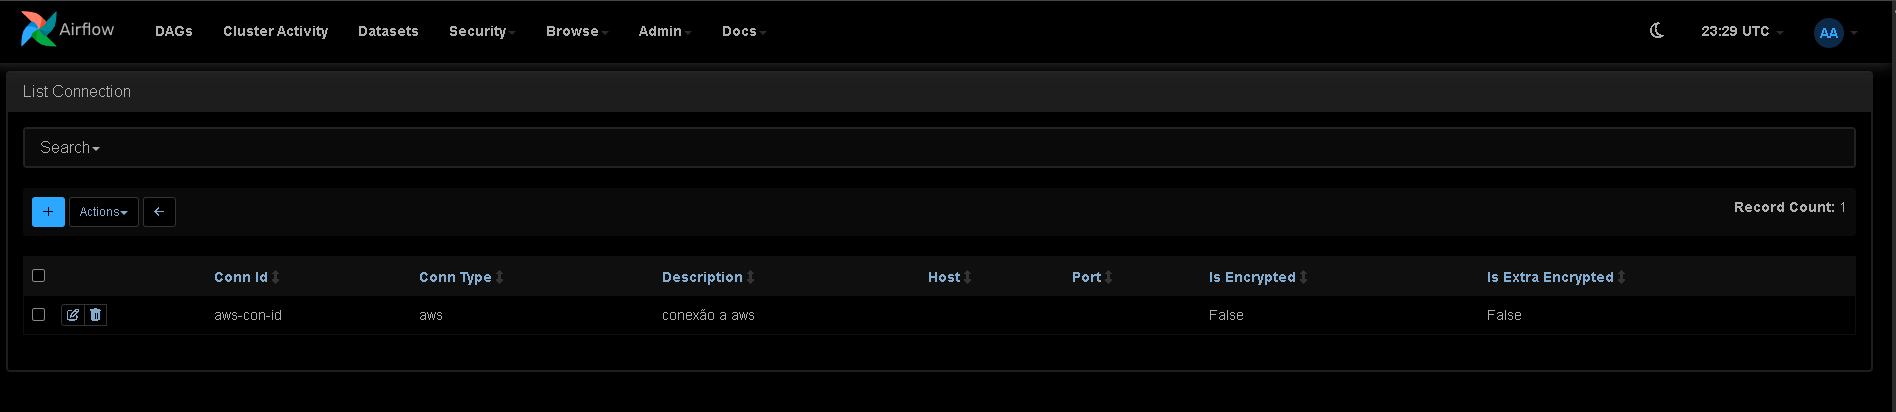 Airflow DAGs Cluster Activity Datasets Security Browse Admin Docs 23:29 UTC AA
List Connection
Search
+ Actions Record Count: 1
Conn Id Conn Type Description Host Port Is Encrypted Is Extra Encrypted
aws-con-id aws conexão a aws False False